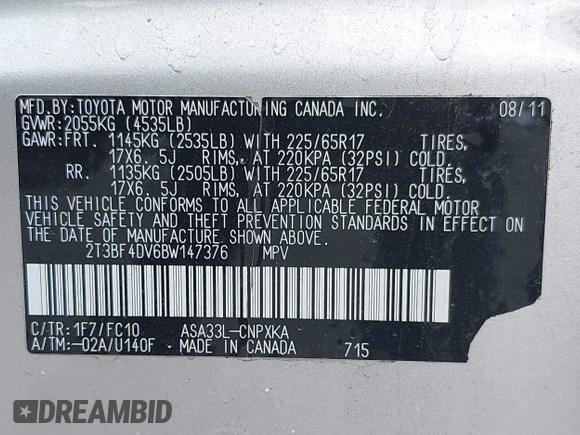 MFD.BY:TOYOTA MOTOR MANUFACTURING CANADA INC. 08/11
GVWR:2055KG (4535LB)
GAWR:FRT. 1145KG (2535LB) WITH 225/65R17 TIRES,
17X6.5J RIMS, AT 220KPA (32PSI) COLD.
RR. 1135KG (2505LB) WITH 225/65R17 TIRES,
17X6.5J RIMS, AT 220KPA (32PSI) COLD.
THIS VEHICLE CONFORMS TO ALL APPLICABLE FEDERAL MOTOR
VEHICLE SAFETY AND THEFT PREVENTION STANDARDS IN EFFECT ON
THE DATE OF MANUFACTURE SHOWN ABOVE.
2T3BF4DV6BW147376 MPV
C/TR:1F7/FC10 ASA33L-CNPXKA
A/TM:-02A/U140F MADE IN CANADA 715
DREAMBID